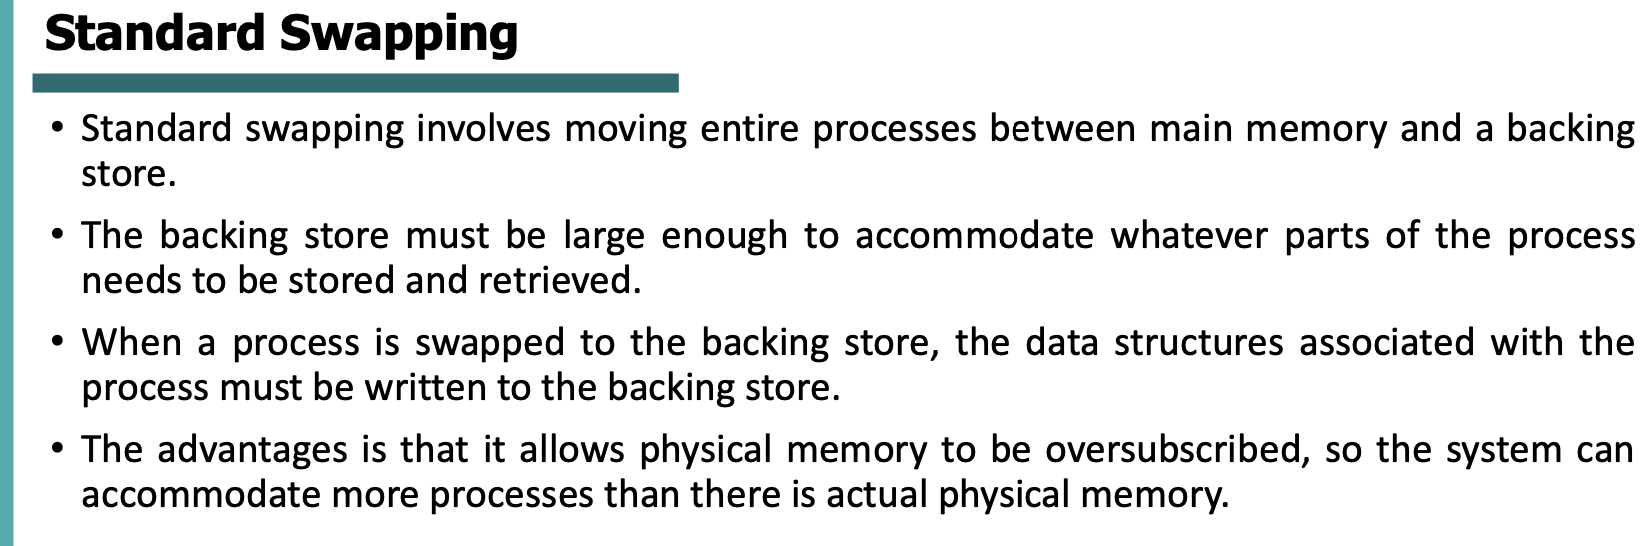 Standard Swapping
• Standard swapping involves moving entire processes between main memory and a backing
store.
• The backing store must be large enough to accommodate whatever parts of the process
needs to be stored and retrieved.
• When a process is swapped to the backing store, the data structures associated with the
process must be written to the backing store.
• The advantages is that it allows physical memory to be oversubscribed, so the system can
accommodate more processes than there is actual physical memory.